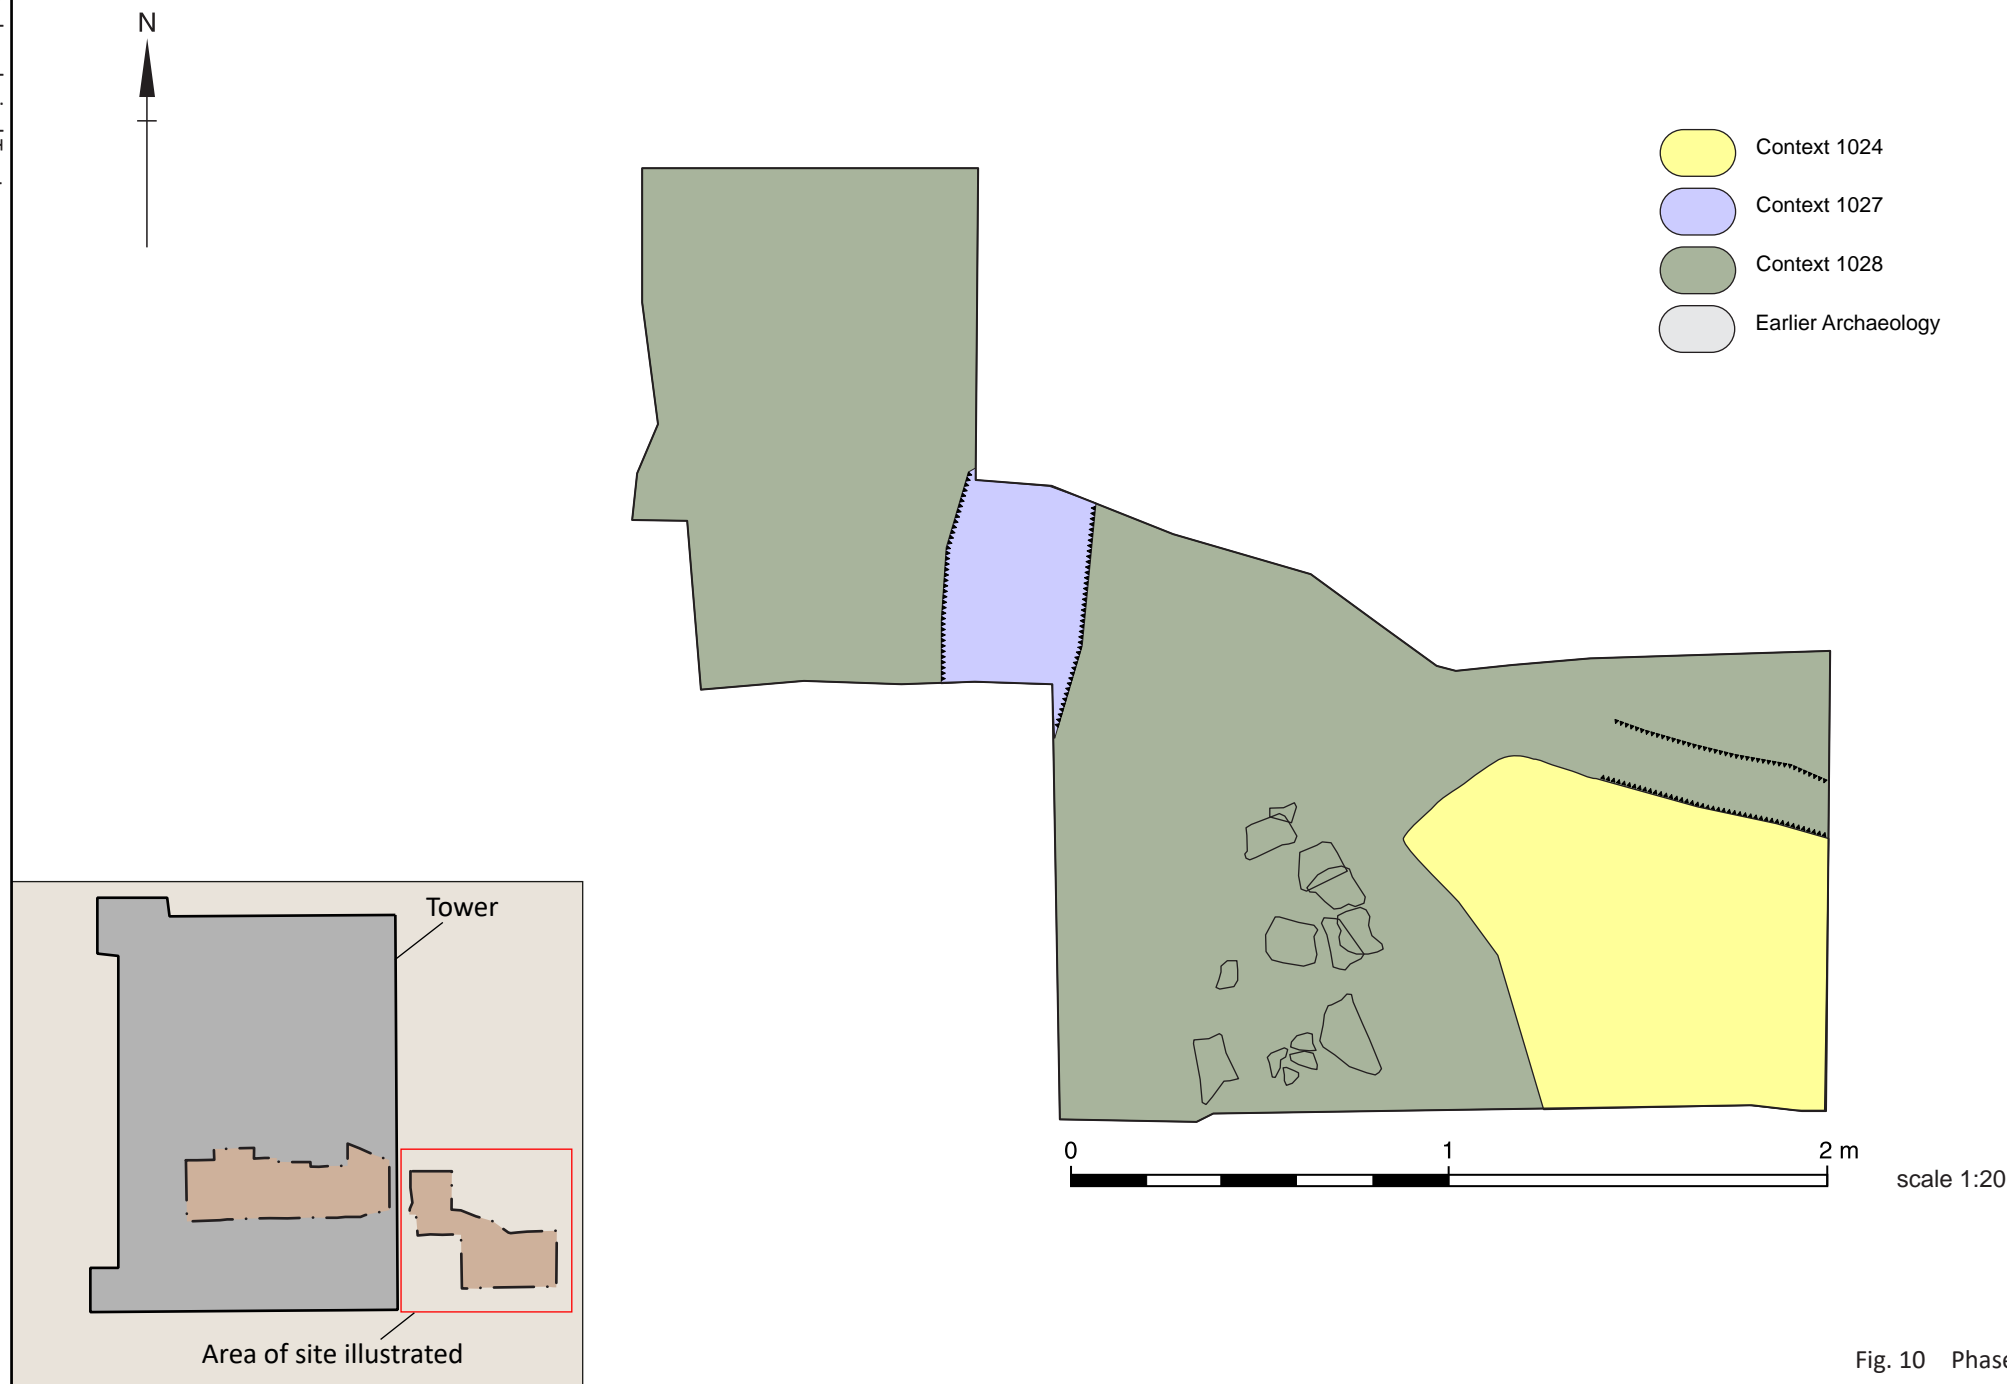 N
Context 1024
Context 1027
Context 1028
Earlier Archaeology
Tower
Area of site illustrated
0 1 2 m
scale 1:20
Fig. 10 Phase